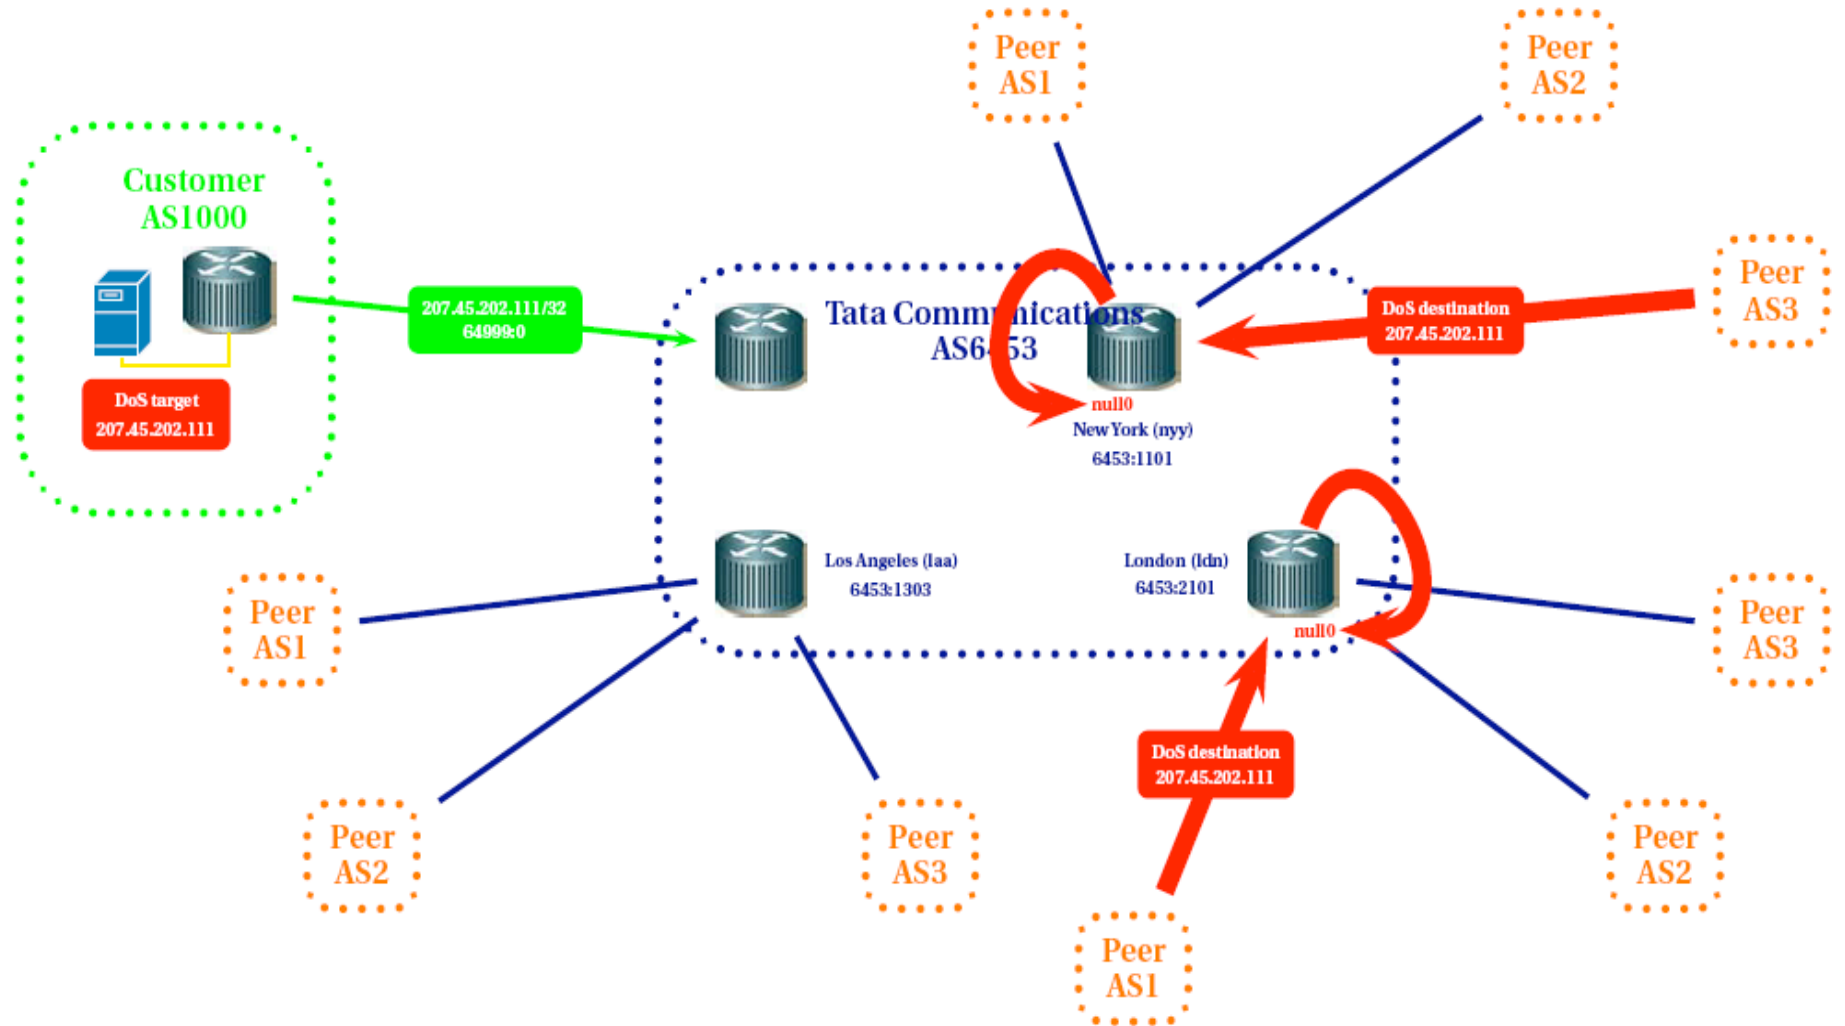 Peer
AS1
Peer
AS2
Customer
AS1000
207.45.202.111/32
64999:0
Tata Communications
AS6453
DoS destination
207.45.202.111
Peer
AS3
DoS target
207.45.202.111
null0
New York (nyy)
6453:1101
Los Angeles (laa)
6453:1303
London (ldn)
6453:2101
null0
Peer
AS1
Peer
AS3
DoS destination
207.45.202.111
Peer
AS2
Peer
AS3
Peer
AS2
Peer
AS1